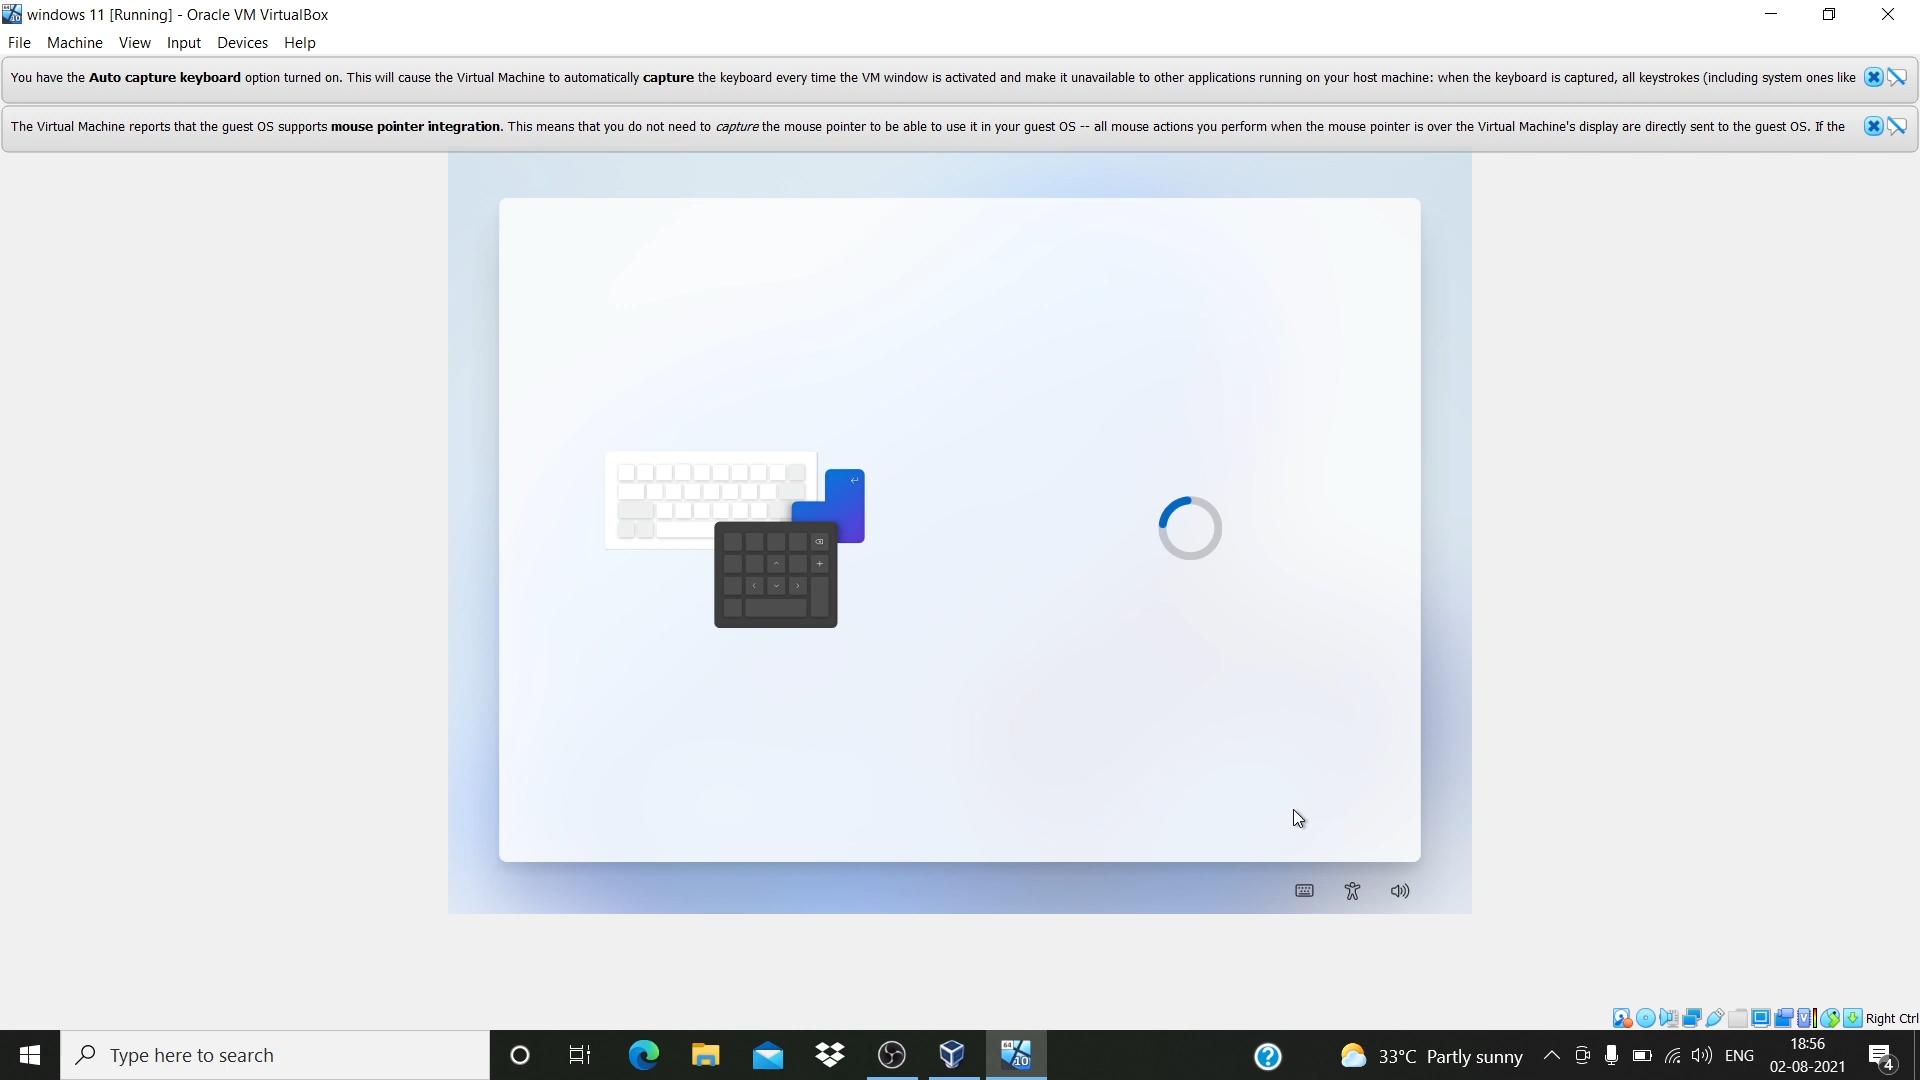 windows 11 [Running] - Oracle VM VirtualBox
File Machine View Input Devices Help
You have the Auto capture keyboard option turned on. This will cause the Virtual Machine to automatically capture the keyboard every time the VM window is activated and make it unavailable to other applications running on your host machine: when the keyboard is captured, all keystrokes (including system ones like
The Virtual Machine reports that the guest OS supports mouse pointer integration. This means that you do not need to capture the mouse pointer to be able to use it in your guest OS -- all mouse actions you perform when the mouse pointer is over the Virtual Machine's display are directly sent to the guest OS. If the
Right Ctrl
Type here to search
33°C Partly sunny
ENG
18:56
02-08-2021
4